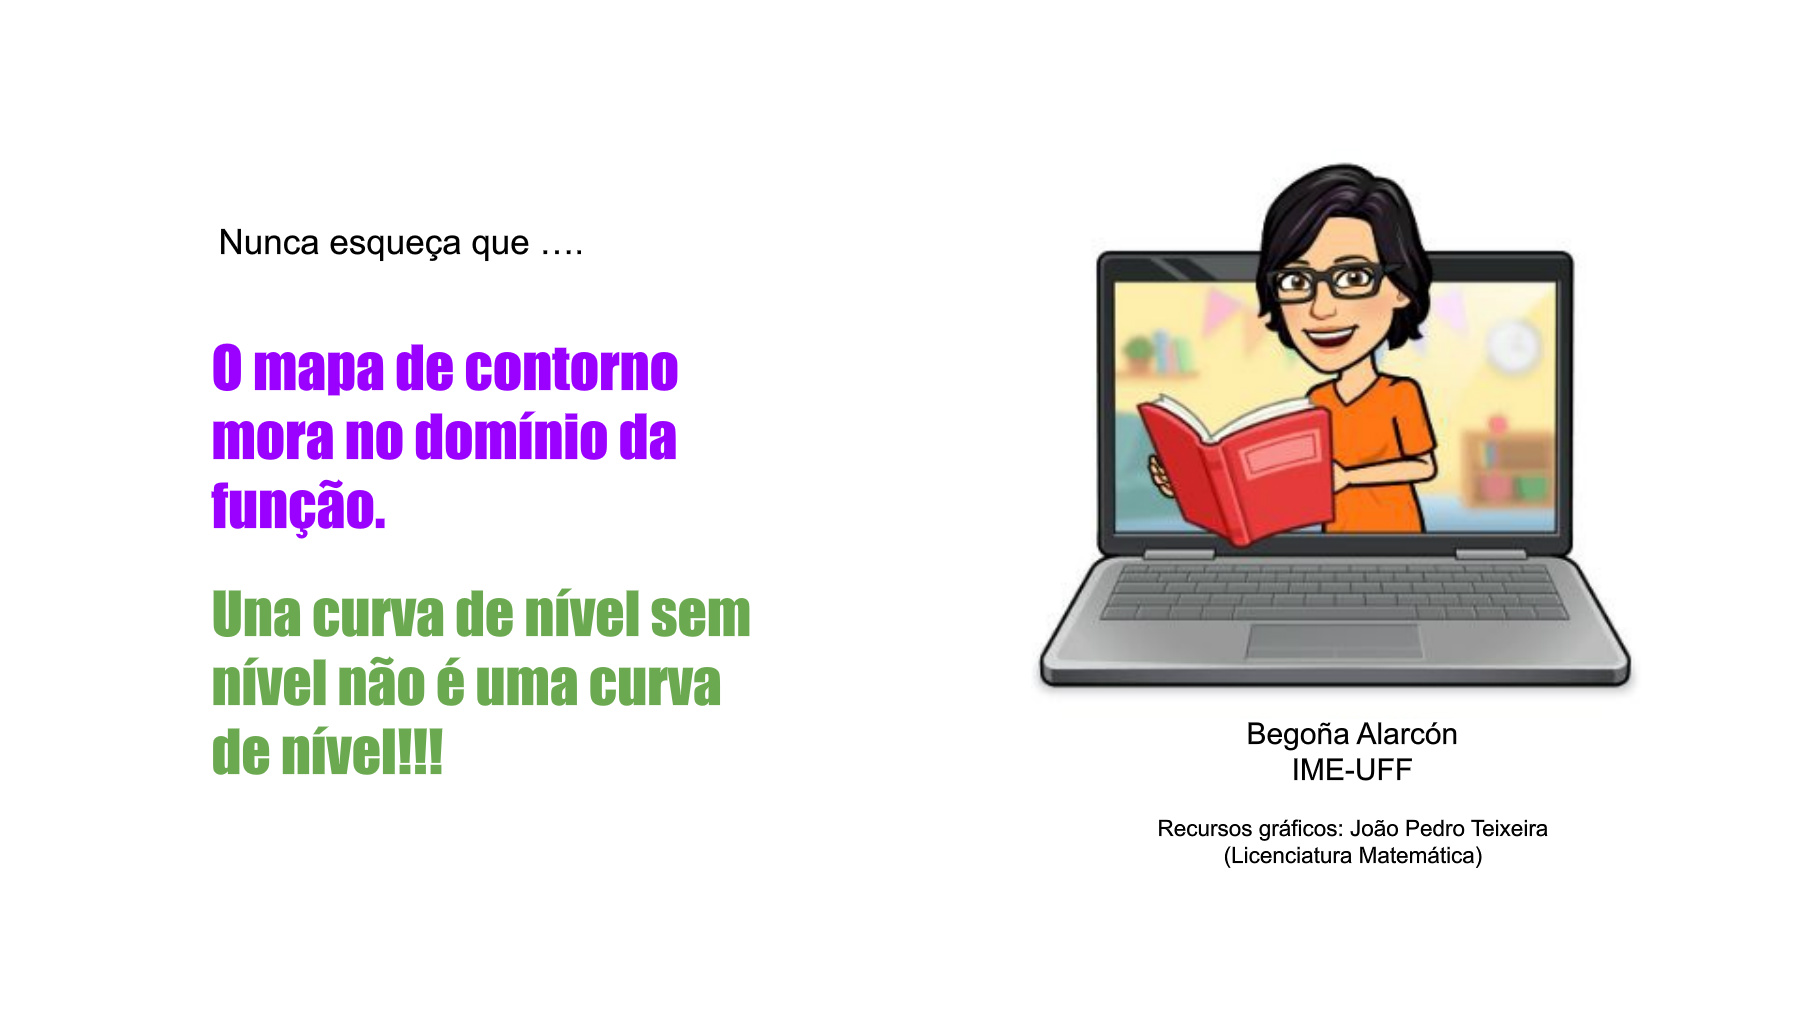 Nunca esqueça que ….
O mapa de contorno
mora no domínio da
função.
Una curva de nível sem
nível não é uma curva
de nível!!!
Begoña Alarcón
IME-UFF
Recursos gráficos: João Pedro Teixeira
(Licenciatura Matemática)